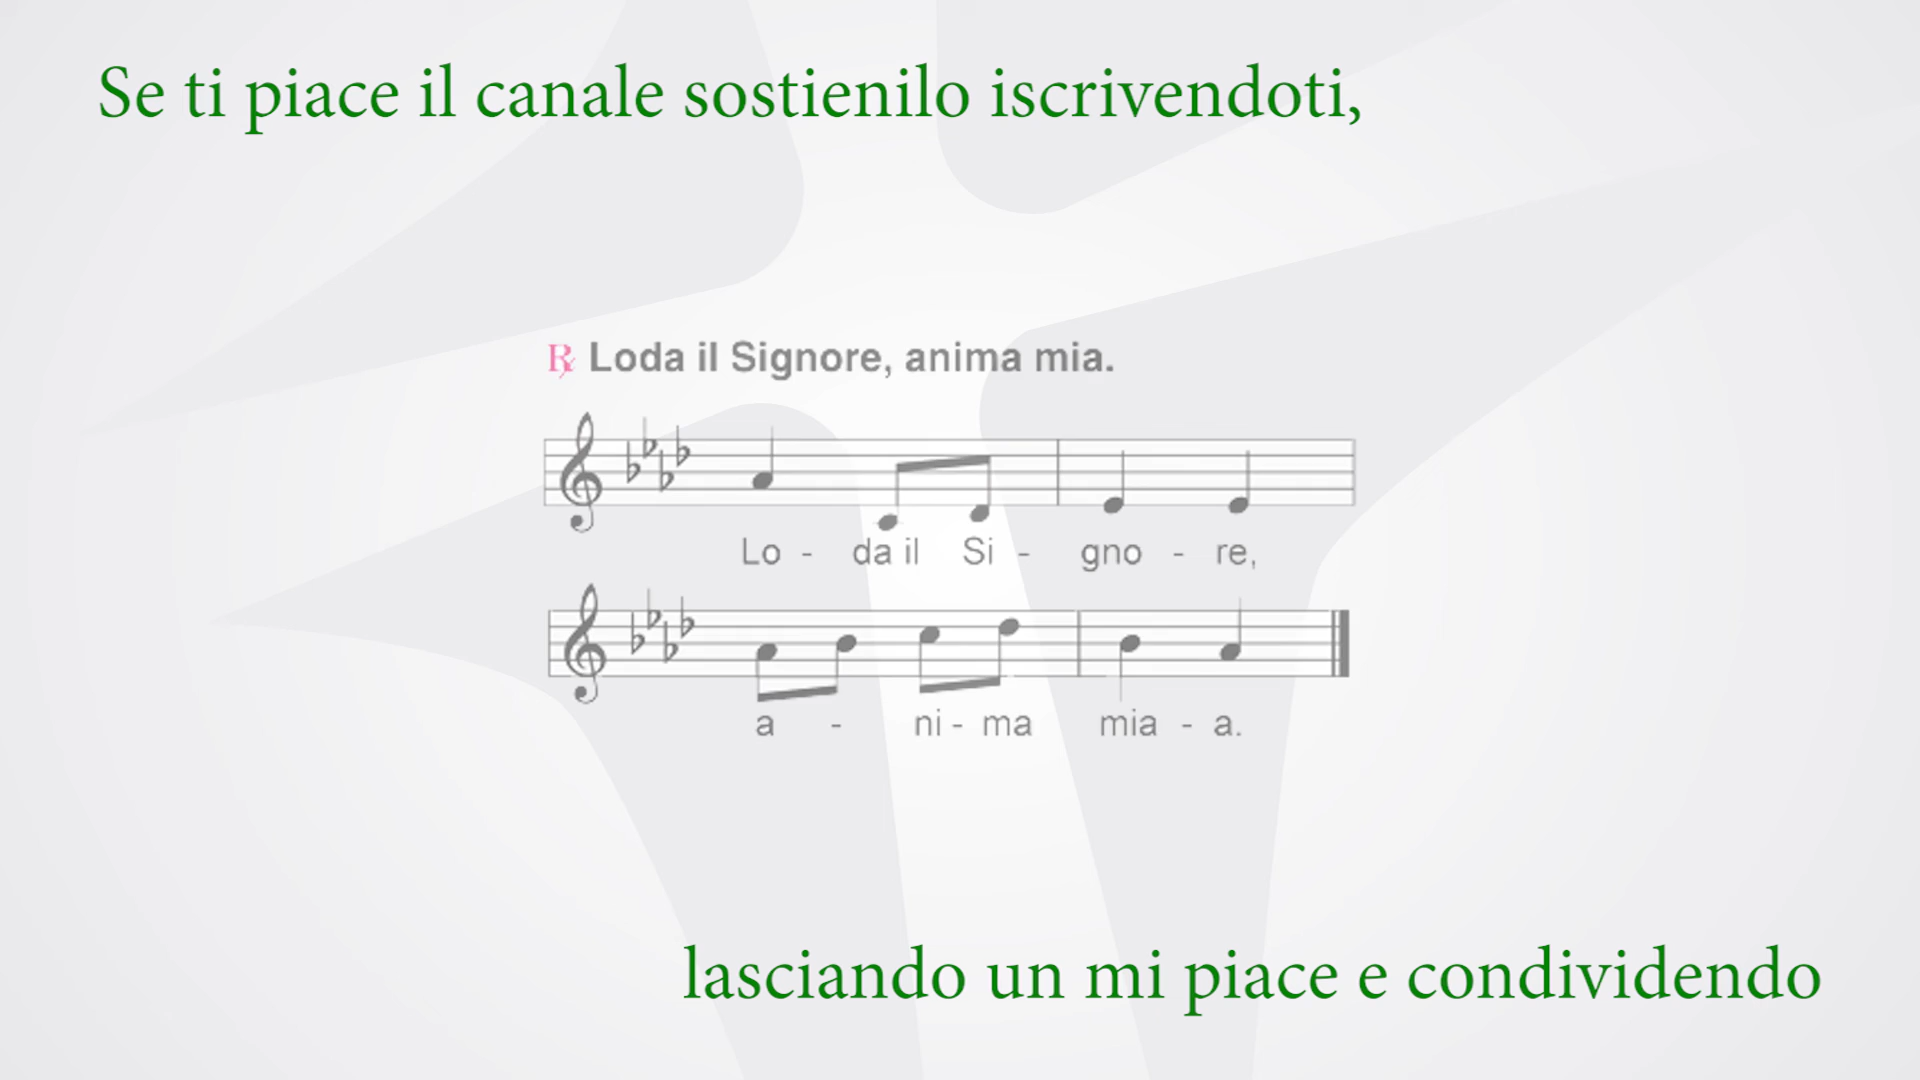 Se ti piace il canale sostienilo iscrivendoti,
℟ Loda il Signore, anima mia.
Lo - da il Si - gno - re,
a - ni - ma mia - a.
lasciando un mi piace e condividendo